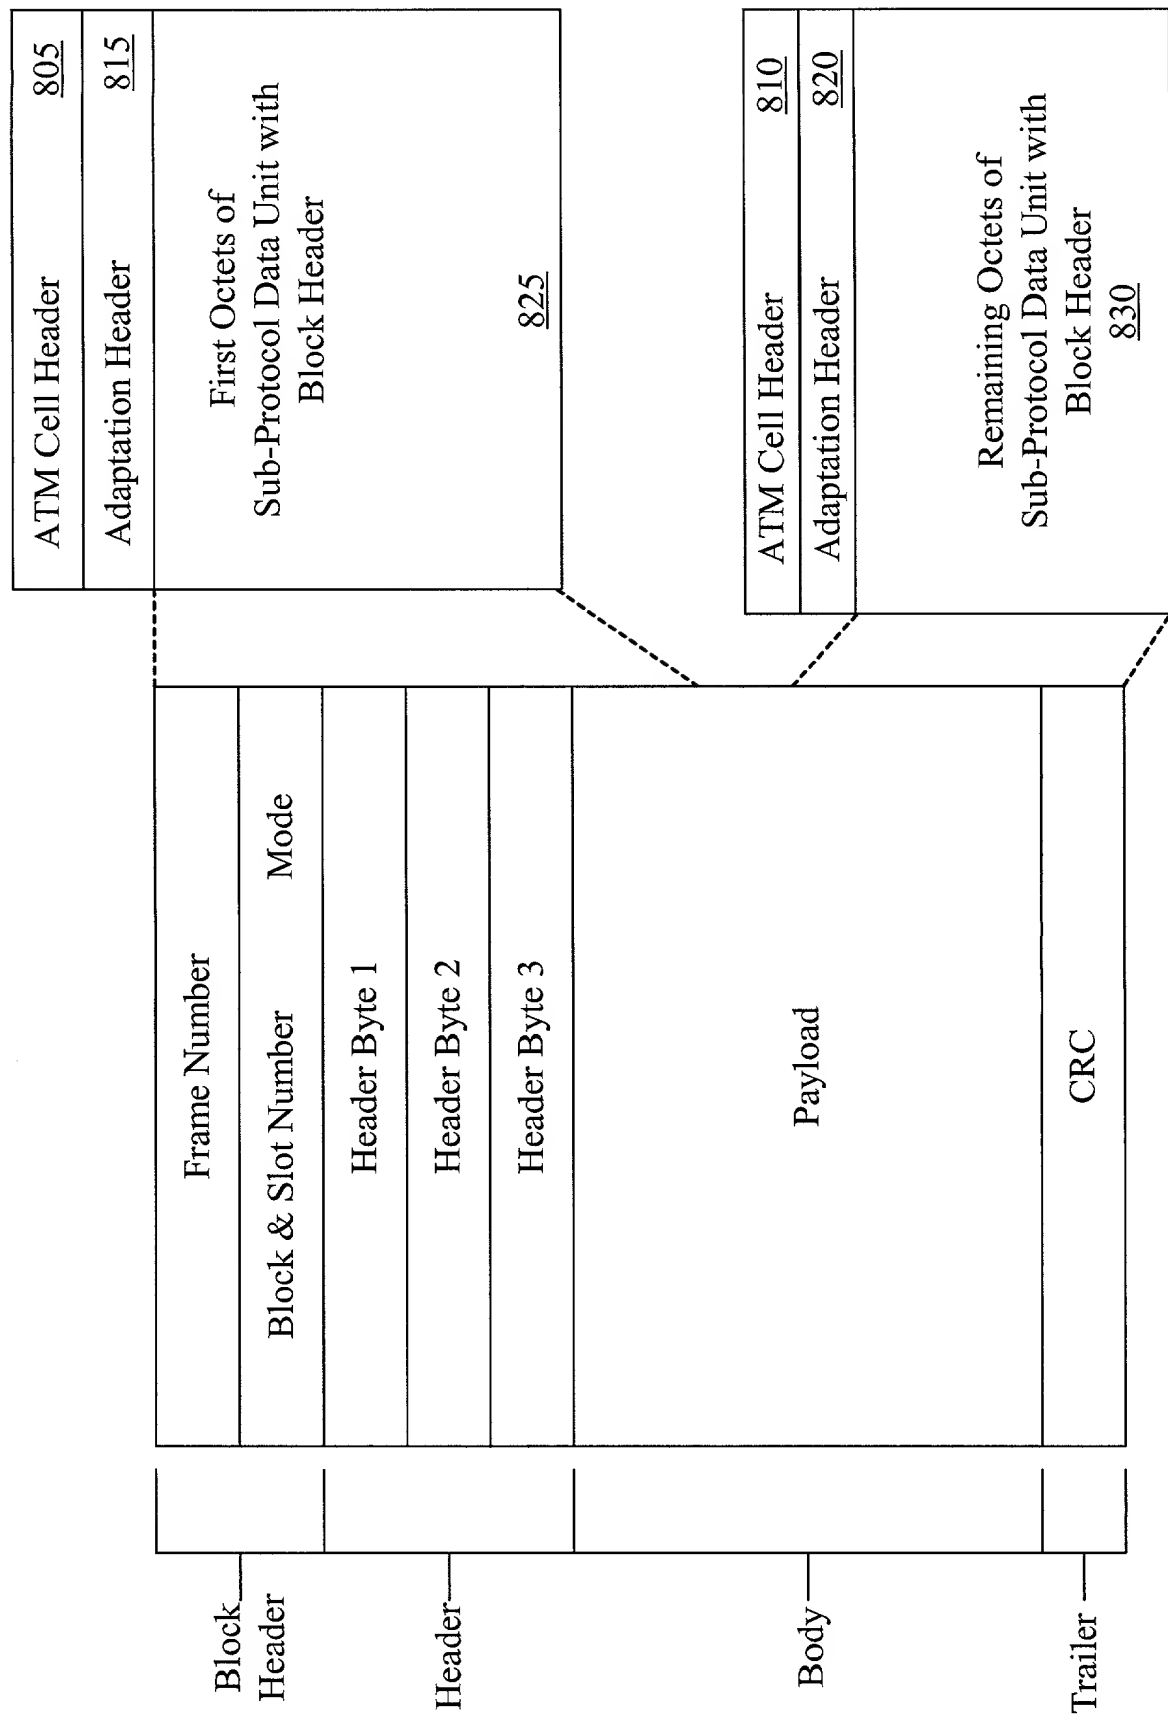 Block
Header
Header
Body
Trailer
Frame Number
Block & Slot Number Mode
Header Byte 1
Header Byte 2
Header Byte 3
Payload
CRC
ATM Cell Header 805
Adaptation Header 815
First Octets of
Sub-Protocol Data Unit with
Block Header
825
ATM Cell Header 810
Adaptation Header 820
Remaining Octets of
Sub-Protocol Data Unit with
Block Header
830